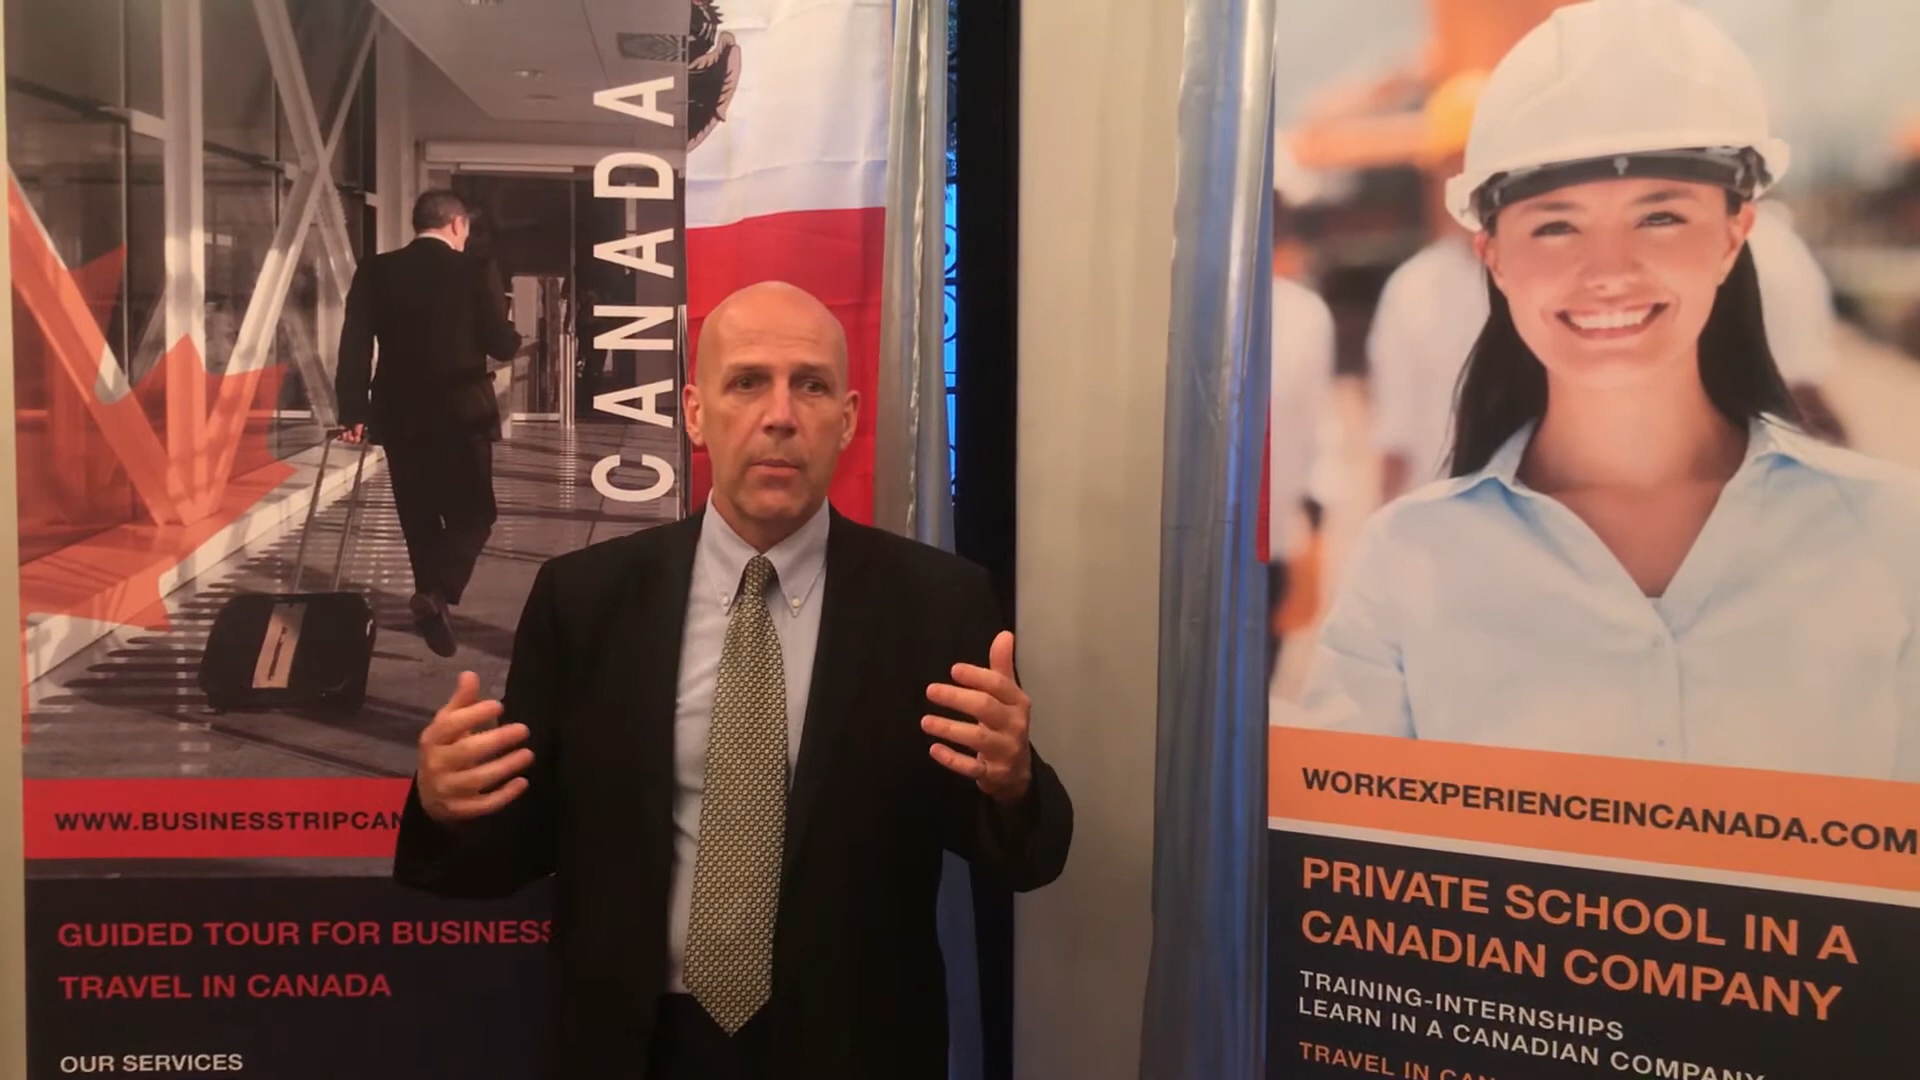 CANADA
WWW.BUSINESSTRIPCAN
GUIDED TOUR FOR BUSINESS
TRAVEL IN CANADA
OUR SERVICES
WORKEXPERIENCEINCANADA.COM
PRIVATE SCHOOL IN A
CANADIAN COMPANY
TRAINING-INTERNSHIPS
LEARN IN A CANADIAN COMPANY
TRAVEL IN CAN